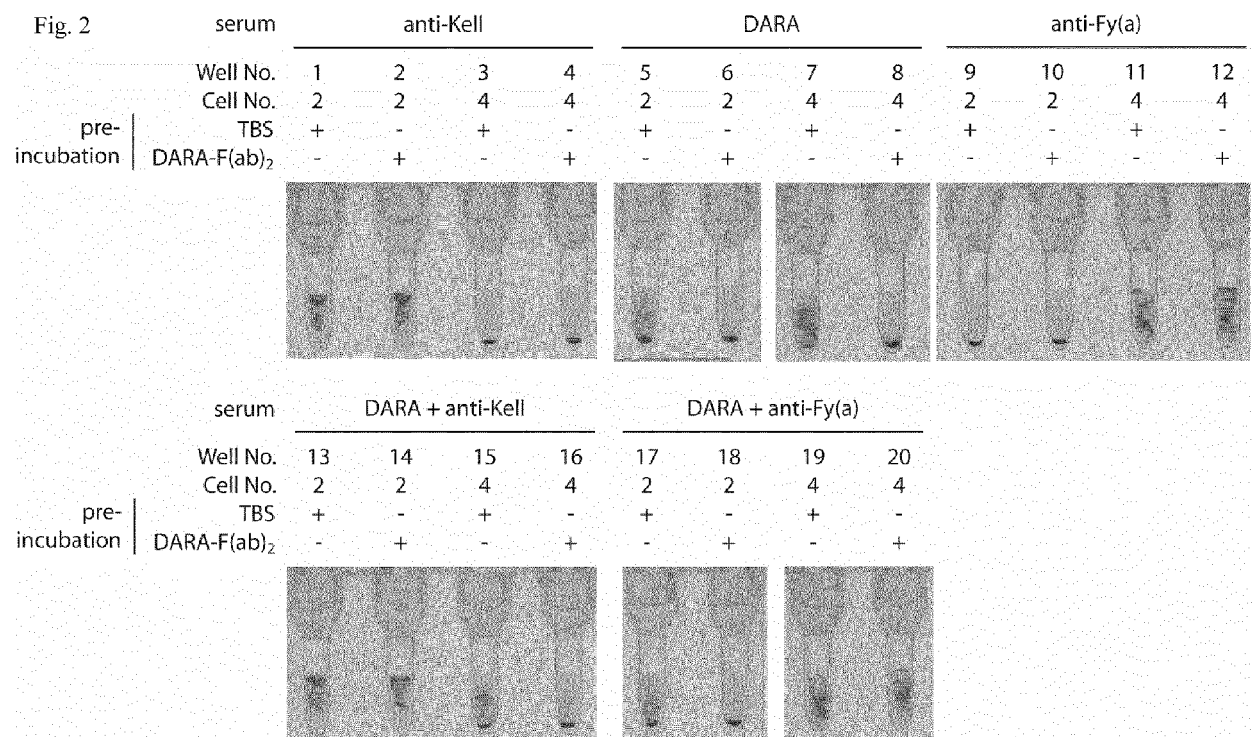 Fig. 2
serum anti-Kell DARA anti-Fy(a)
Well No. 1 2 3 4 5 6 7 8 9 10 11 12
Cell No. 2 2 4 4 2 2 4 4 2 2 4 4
pre- TBS + - + - + - + - + - + -
incubation DARA-F(ab)₂ - + - + - + - + - + - +
serum DARA + anti-Kell DARA + anti-Fy(a)
Well No. 13 14 15 16 17 18 19 20
Cell No. 2 2 4 4 2 2 4 4
pre- TBS + - + - + - + -
incubation DARA-F(ab)₂ - + - + - + - +